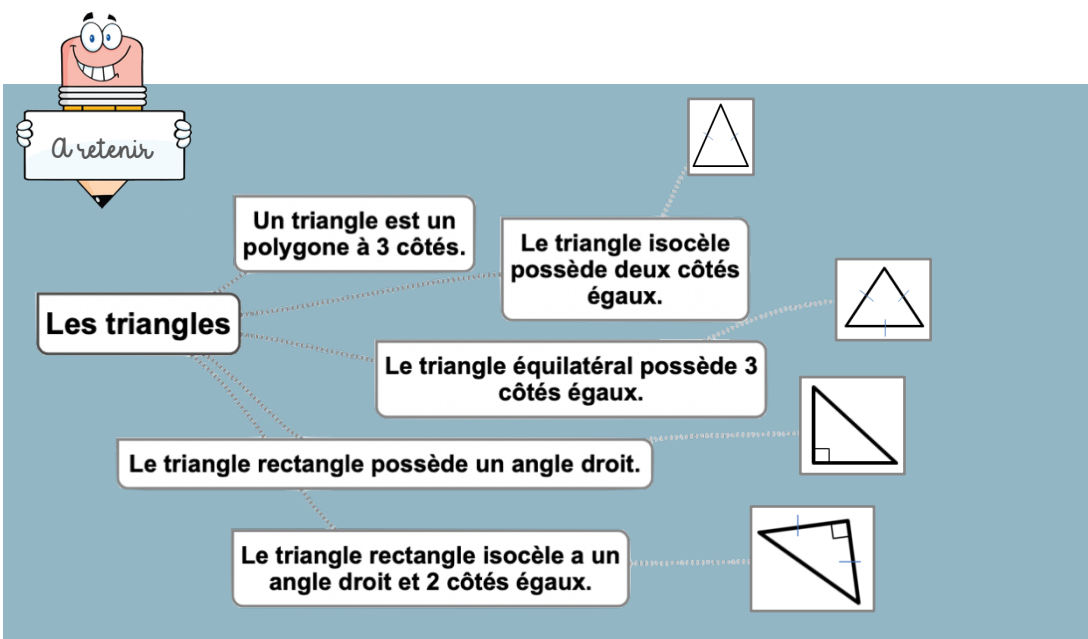 A retenir
Un triangle est un
polygone à 3 côtés.
Le triangle isocèle
possède deux côtés
égaux.
Les triangles
Le triangle équilatéral possède 3
côtés égaux.
Le triangle rectangle possède un angle droit.
Le triangle rectangle isocèle a un
angle droit et 2 côtés égaux.